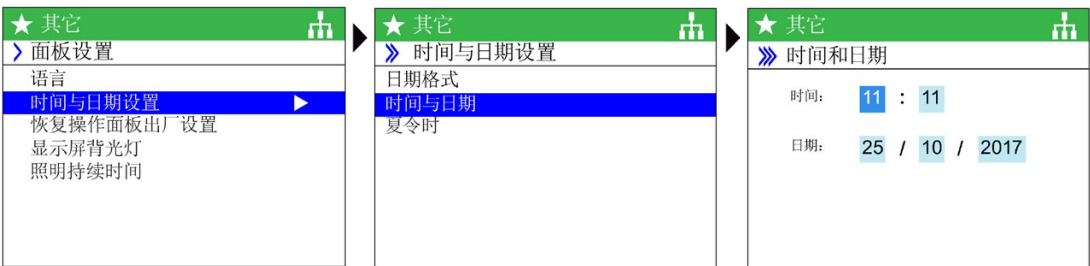 其它
面板设置
语言
时间与日期设置
恢复操作面板出厂设置
显示屏背光灯
照明持续时间
其它
时间与日期设置
日期格式
时间与日期
夏令时
其它
时间和日期
时间: 11 : 11
日期: 25 / 10 / 2017